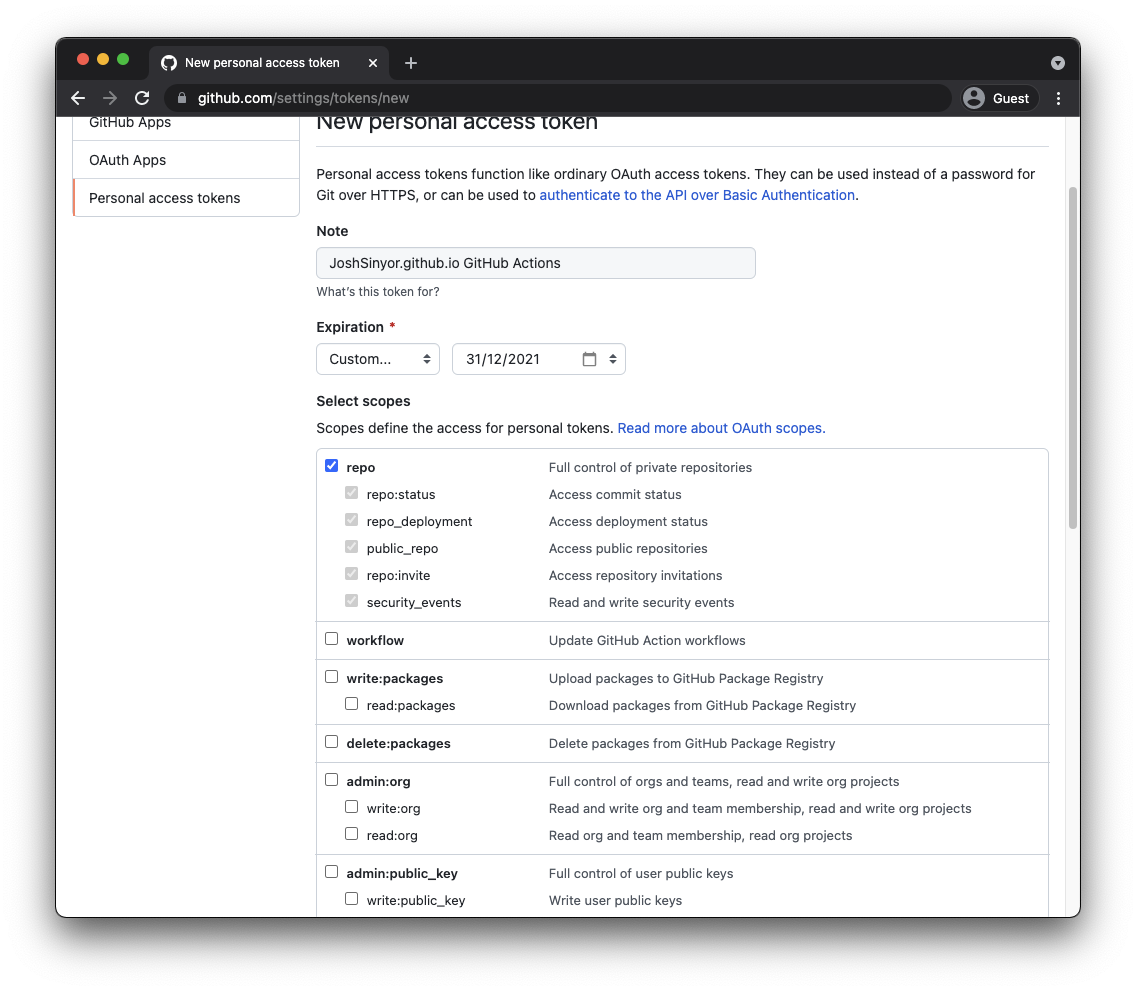 New personal access token
github.com/settings/tokens/new
Guest
GitHub Apps
OAuth Apps
Personal access tokens
New personal access token
Personal access tokens function like ordinary OAuth access tokens. They can be used instead of a password for
Git over HTTPS, or can be used to authenticate to the API over Basic Authentication.
Note
JoshSinyor.github.io GitHub Actions
What's this token for?
Expiration *
Custom... 31/12/2021
Select scopes
Scopes define the access for personal tokens. Read more about OAuth scopes.
repo Full control of private repositories
repo:status Access commit status
repo_deployment Access deployment status
public_repo Access public repositories
repo:invite Access repository invitations
security_events Read and write security events
workflow Update GitHub Action workflows
write:packages Upload packages to GitHub Package Registry
read:packages Download packages from GitHub Package Registry
delete:packages Delete packages from GitHub Package Registry
admin:org Full control of orgs and teams, read and write org projects
write:org Read and write org and team membership, read and write org projects
read:org Read org and team membership, read org projects
admin:public_key Full control of user public keys
write:public_key Write user public keys